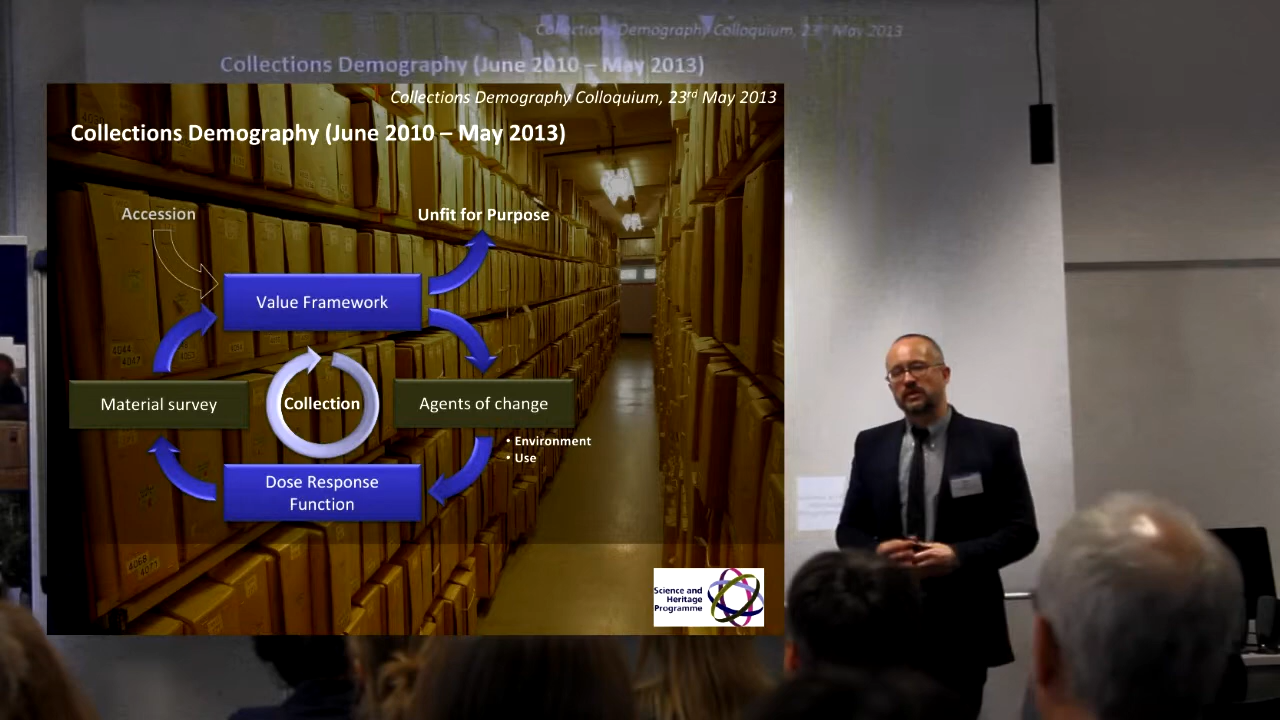 Collections Demography Colloquium, 23rd May 2013
Collections Demography (June 2010 – May 2013)
Collections Demography Colloquium, 23rd May 2013
Collections Demography (June 2010 – May 2013)
Accession
Unfit for Purpose
Value Framework
Material survey
Collection
Agents of change
• Environment
• Use
Dose Response
Function
Science and
Heritage
Programme